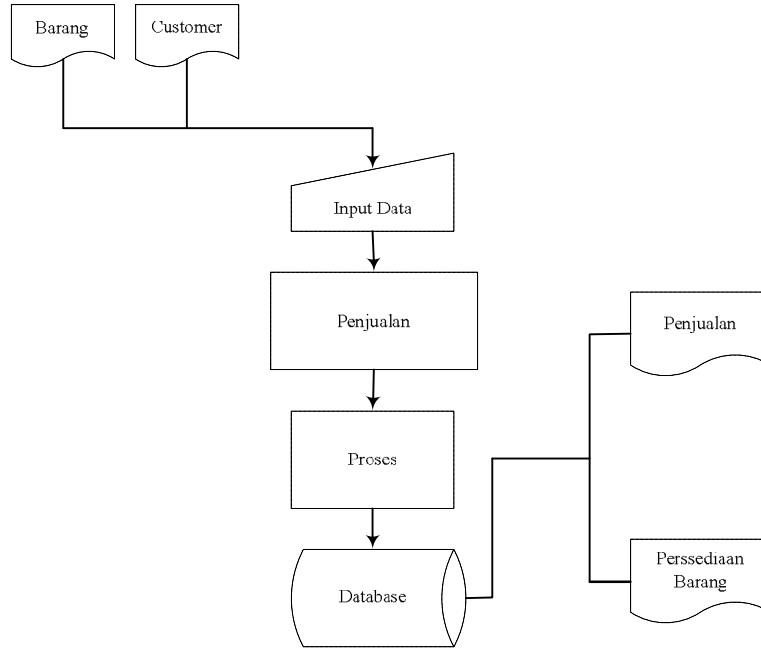 Barang
Customer
Input Data
Penjualan
Proses
Database
Penjualan
Perssediaan
Barang